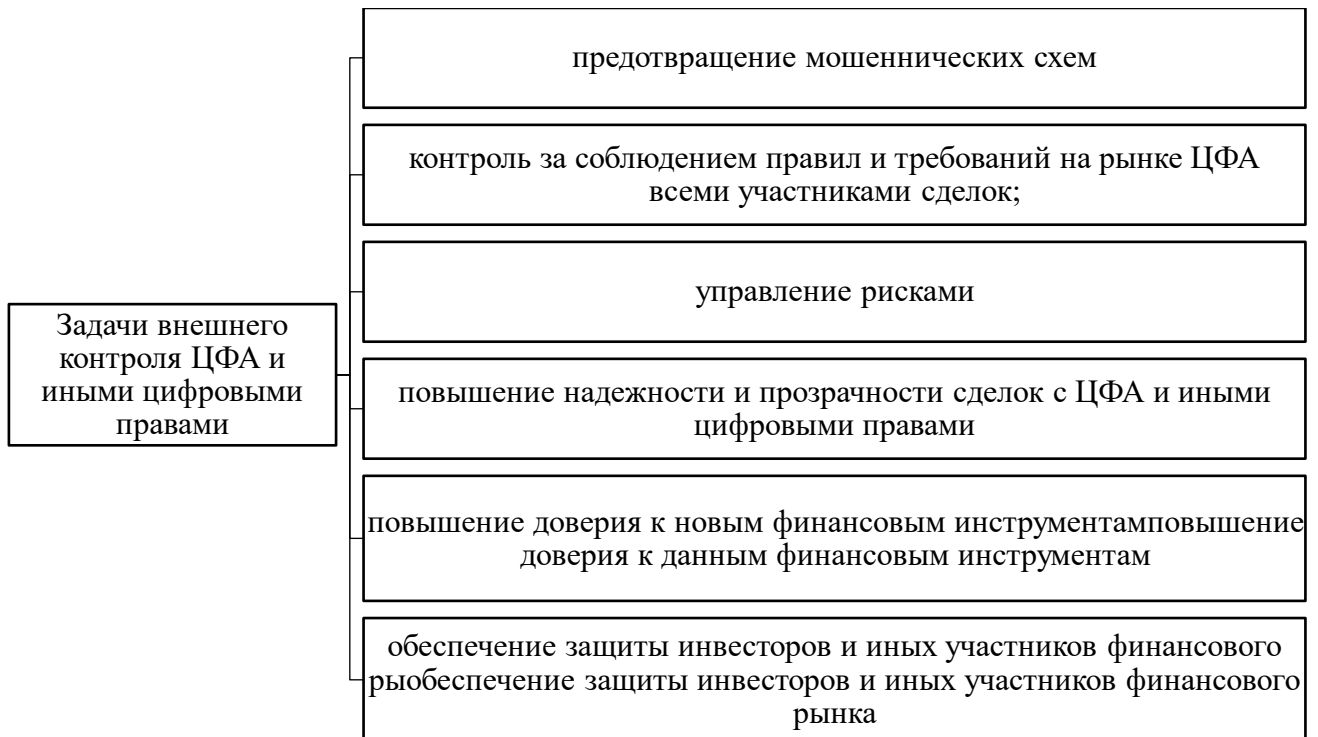 предотвращение мошеннических схем
контроль за соблюдением правил и требований на рынке ЦФА
всеми участниками сделок;
управление рисками
Задачи внешнего
контроля ЦФА и
иными цифровыми
правами
повышение надежности и прозрачности сделок с ЦФА и иными
цифровыми правами
повышение доверия к новым финансовым инструментамповышение
доверия к данным финансовым инструментам
обеспечение защиты инвесторов и иных участников финансового
рыобеспечение защиты инвесторов и иных участников финансового
рынка